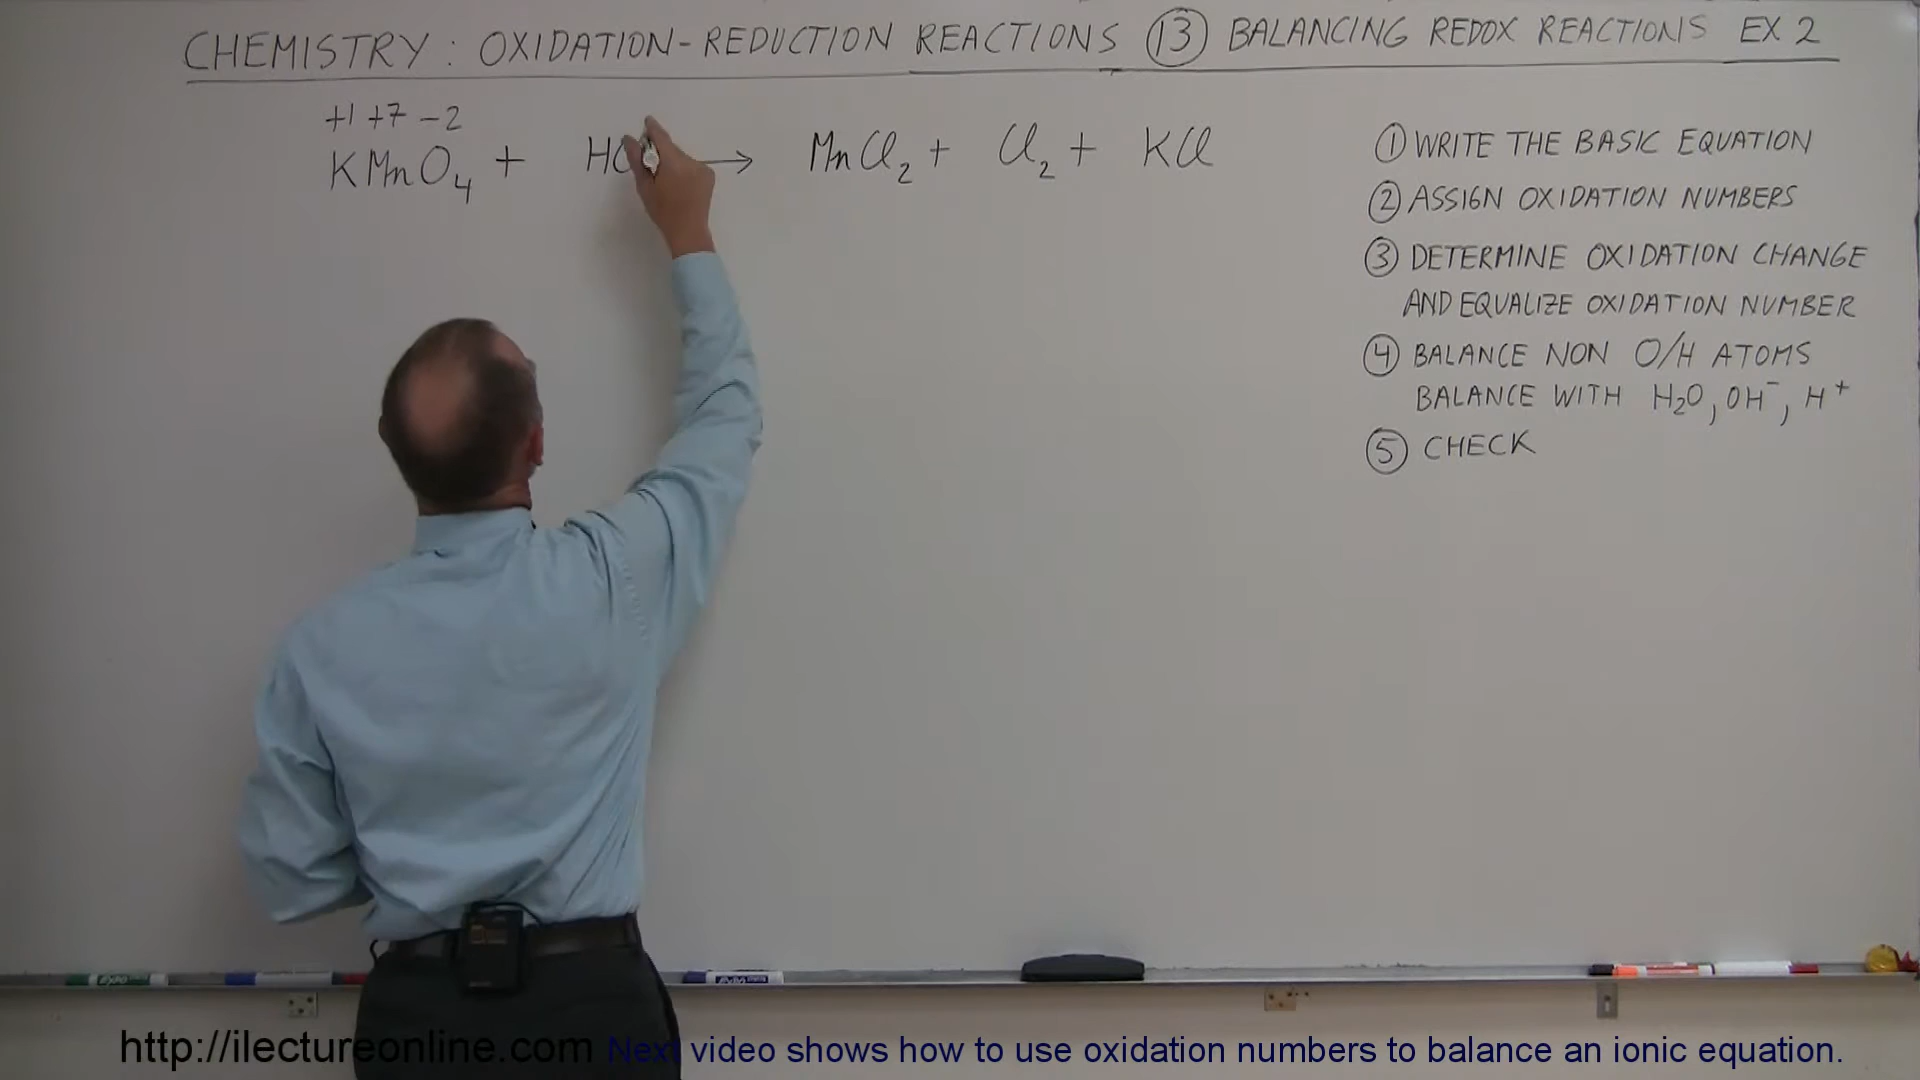 CHEMISTRY: OXIDATION-REDUCTION REACTIONS ⑬ BALANCING REDOX REACTIONS EX 2
+1 +7 -2
KMnO₄ + → MnCl₂ + Cl₂ + KCl
① WRITE THE BASIC EQUATION
② ASSIGN OXIDATION NUMBERS
③ DETERMINE OXIDATION CHANGE
AND EQUALIZE OXIDATION NUMBER
④ BALANCE NON O/H ATOMS
BALANCE WITH H₂O, OH⁻, H⁺
⑤ CHECK
http://ilectureonline.com Next video shows how to use oxidation numbers to balance an ionic equation.